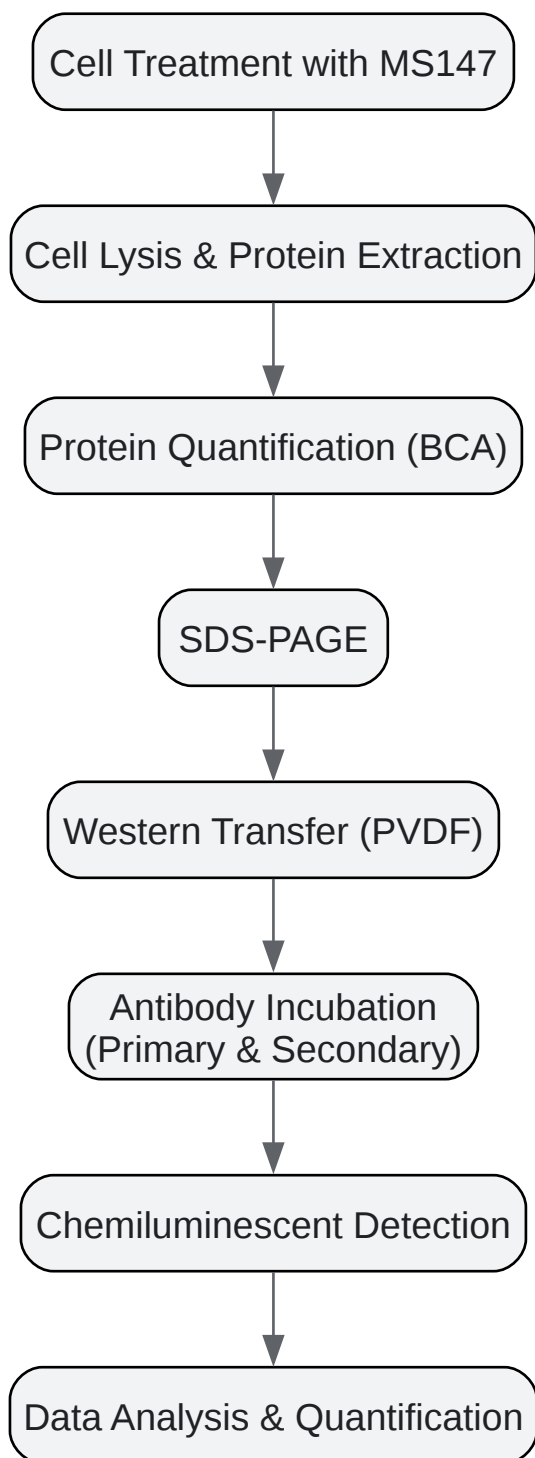 Cell Treatment with MS147
Cell Lysis & Protein Extraction
Protein Quantification (BCA)
SDS-PAGE
Western Transfer (PVDF)
Antibody Incubation
(Primary & Secondary)
Chemiluminescent Detection
Data Analysis & Quantification